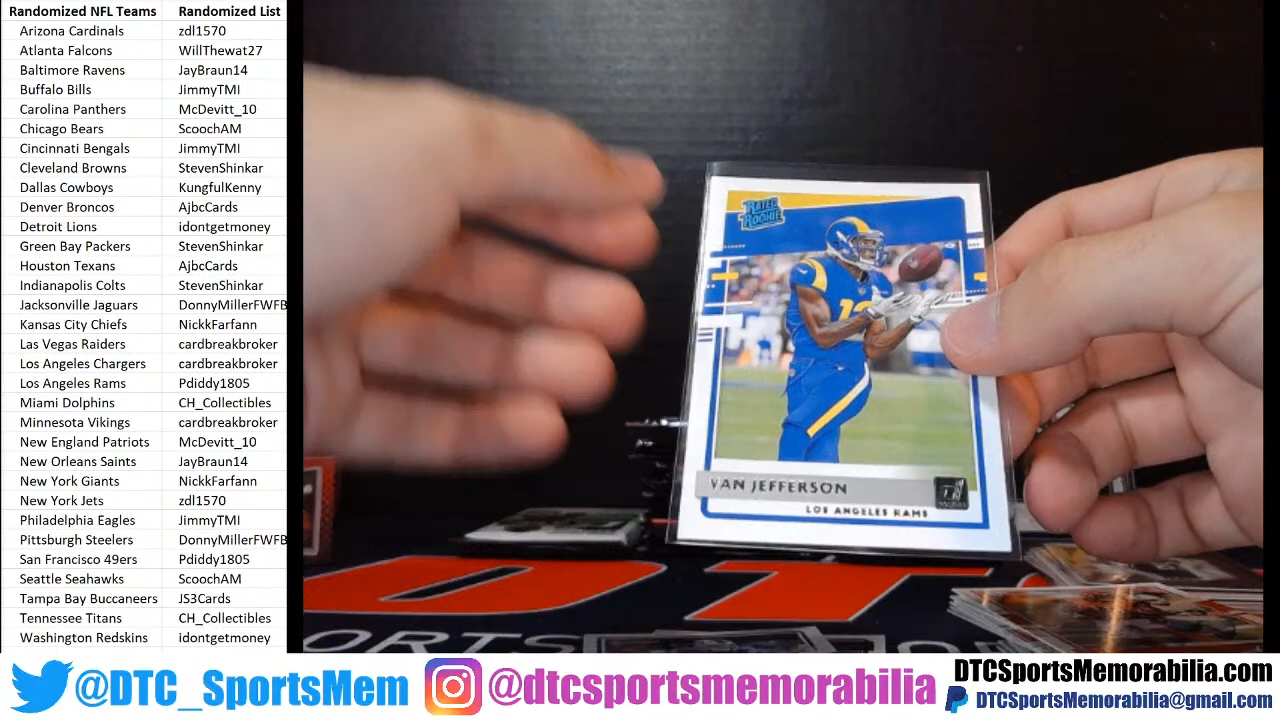 Randomized NFL Teams Randomized List
Arizona Cardinals zdl1570
Atlanta Falcons WillThewat27
Baltimore Ravens JayBraun14
Buffalo Bills JimmyTMI
Carolina Panthers McDevitt_10
Chicago Bears ScoochAM
Cincinnati Bengals JimmyTMI
Cleveland Browns StevenShinkar
Dallas Cowboys KungfulKenny
Denver Broncos AjbcCards
Detroit Lions idontgetmoney
Green Bay Packers StevenShinkar
Houston Texans AjbcCards
Indianapolis Colts StevenShinkar
Jacksonville Jaguars DonnyMillerFWFB
Kansas City Chiefs NickkFarfann
Las Vegas Raiders cardbreakbroker
Los Angeles Chargers cardbreakbroker
Los Angeles Rams Pdiddy1805
Miami Dolphins CH_Collectibles
Minnesota Vikings cardbreakbroker
New England Patriots McDevitt_10
New Orleans Saints JayBraun14
New York Giants NickkFarfann
New York Jets zdl1570
Philadelphia Eagles JimmyTMI
Pittsburgh Steelers DonnyMillerFWFB
San Francisco 49ers Pdiddy1805
Seattle Seahawks ScoochAM
Tampa Bay Buccaneers JS3Cards
Tennessee Titans CH_Collectibles
Washington Redskins idontgetmoney
RATED
ROOKIE
VAN JEFFERSON
LOS ANGELES RAMS
DT
ORTS
@DTC_SportsMem
@dtcsportsmemorabilia
DTCSportsMemorabilia.com
DTCSportsMemorabilia@gmail.com